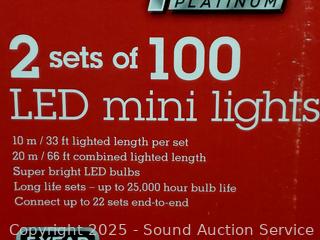 PLATINUM
2 sets of 100
LED mini lights
10 m / 33 ft lighted length per set
20 m / 66 ft combined lighted length
Super bright LED bulbs
Long life sets – up to 25,000 hour bulb life
Connect up to 22 sets end-to-end
Copyright 2025 - Sound Auction Service